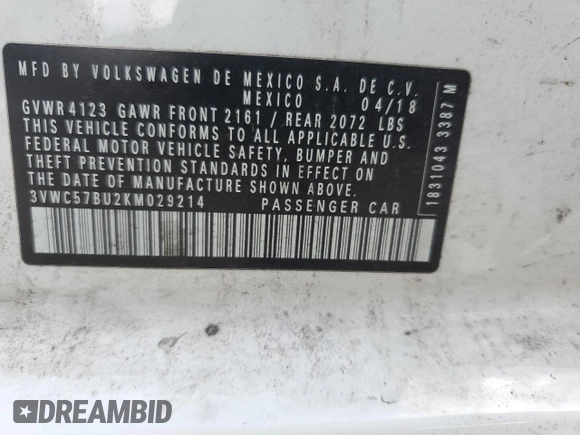 MFD BY VOLKSWAGEN DE MEXICO S.A. DE C.V.
MEXICO 04/18
GVWR 4123 GAWR FRONT 2161 / REAR 2072 LBS
THIS VEHICLE CONFORMS TO ALL APPLICABLE U.S.
FEDERAL MOTOR VEHICLE SAFETY, BUMPER AND
THEFT PREVENTION STANDARDS IN EFFECT ON
THE DATE OF MANUFACTURE SHOWN ABOVE.
3VWC57BU2KM029214 PASSENGER CAR
1831043 3387 M
DREAMBID